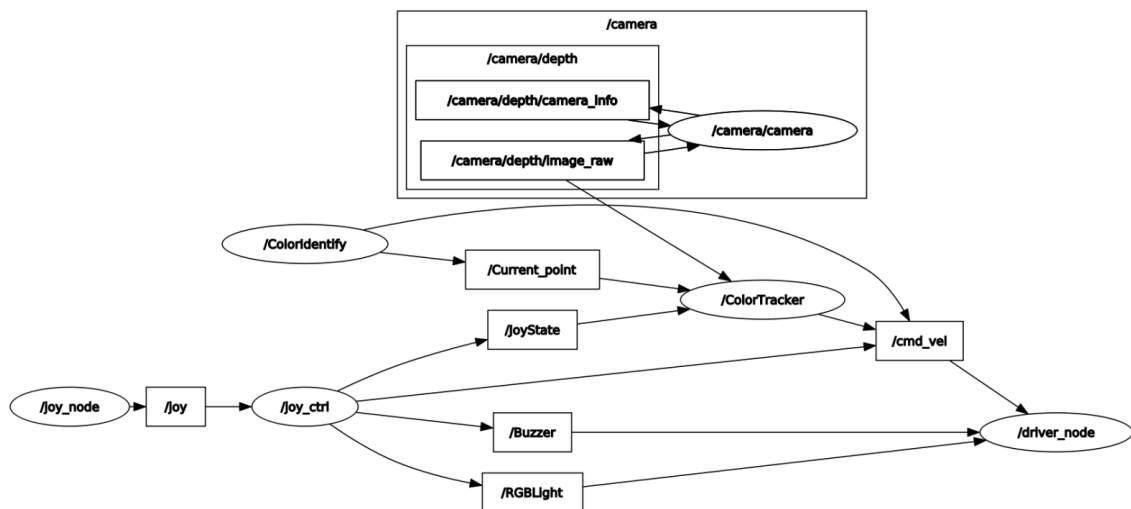 /camera
/camera/depth
/camera/depth/camera_info
/camera/camera
/camera/depth/image_raw
/ColorIdentify
/Current_point
/ColorTracker
/JoyState
/cmd_vel
/joy_node
/joy
/joy_ctrl
/Buzzer
/driver_node
/RGBLight